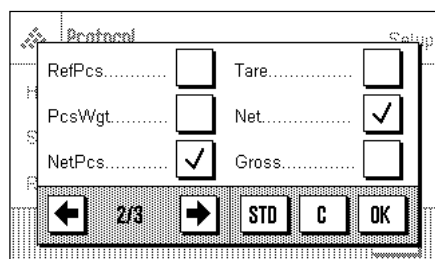 Protocol Setup
RefPcs............ Tare................
PcsWgt........... Net.................
NetPcs........... Gross..............
2/3 STD C OK